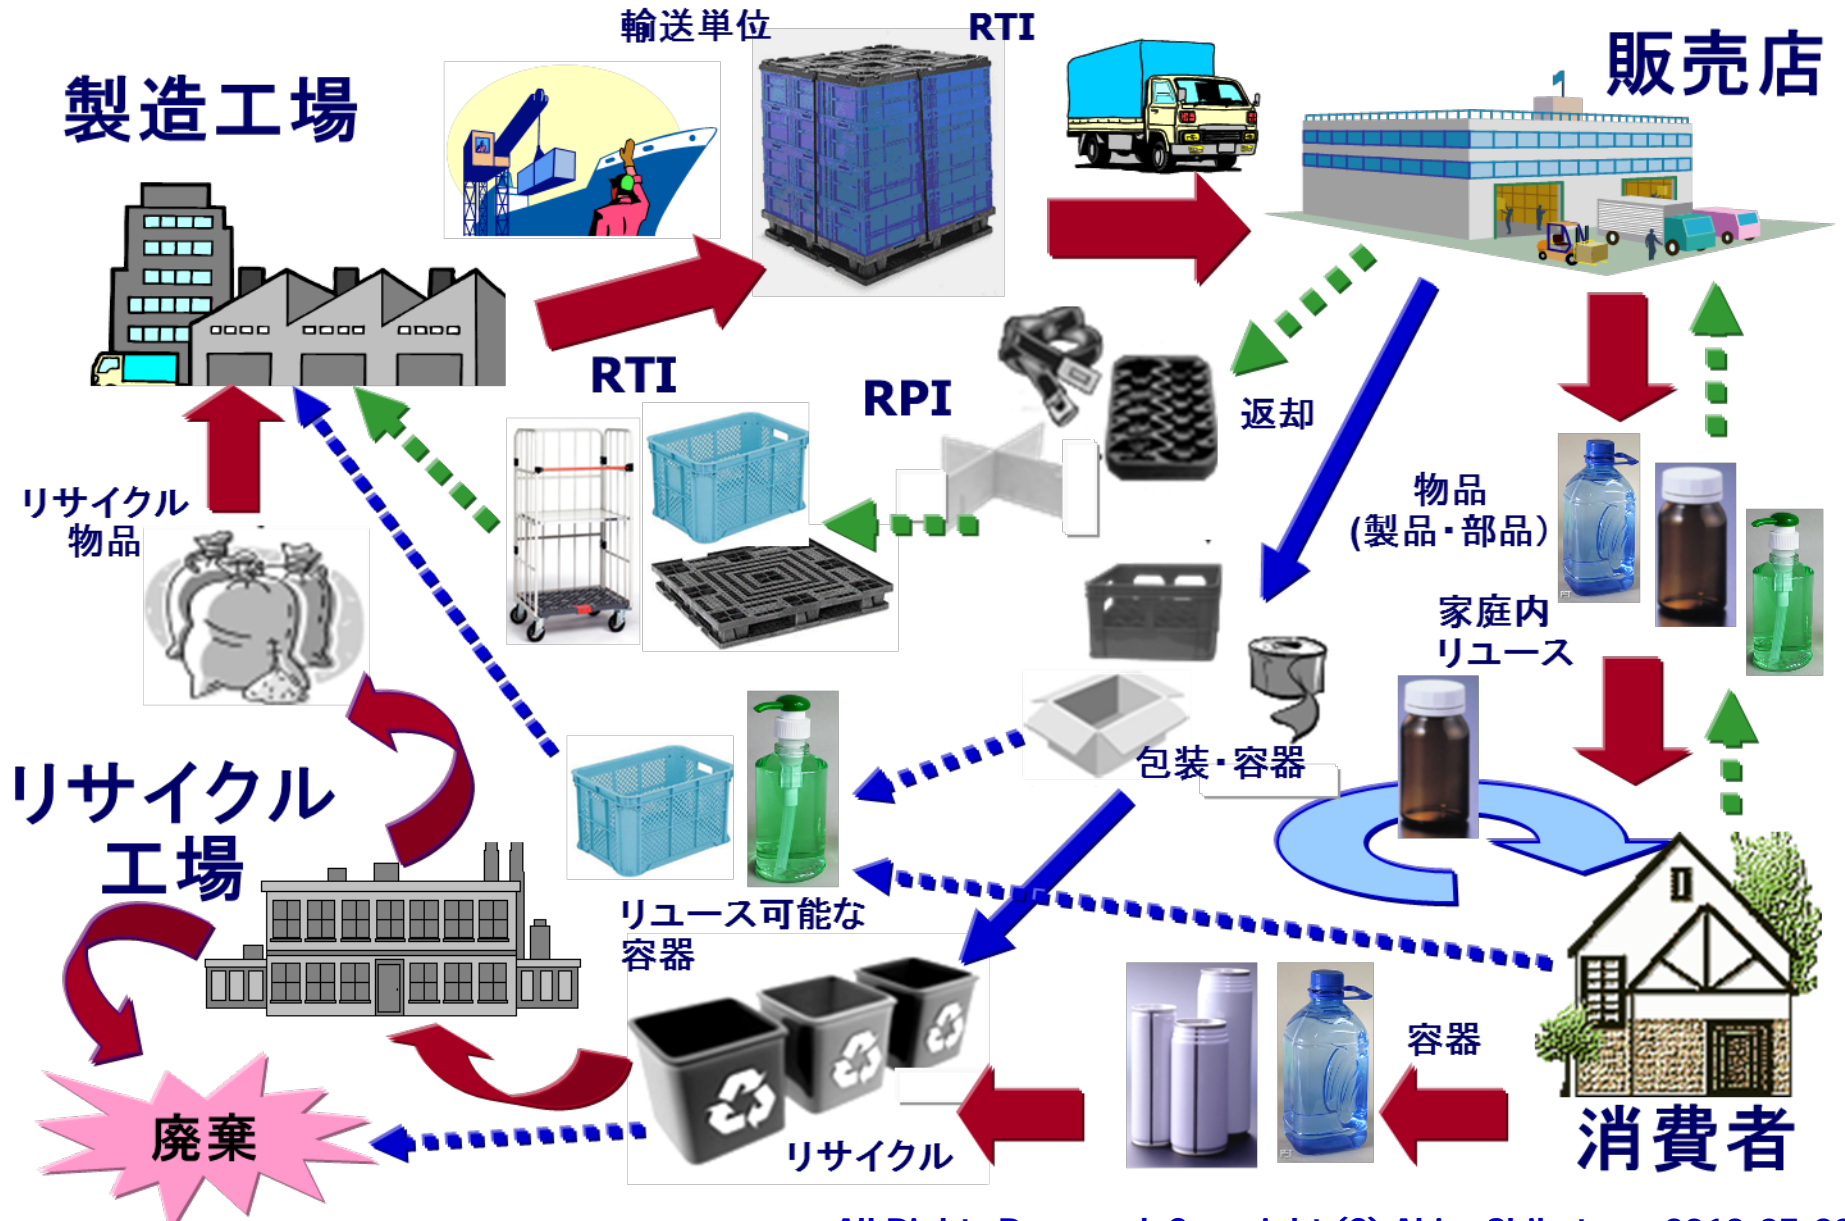 輸送単位
RTI
販売店
製造工場
RTI
RPI
返却
リサイクル
物品
物品
(製品・部品)
家庭内
リユース
包装・容器
リサイクル
工場
リユース可能な
容器
容器
リサイクル
廃棄
消費者